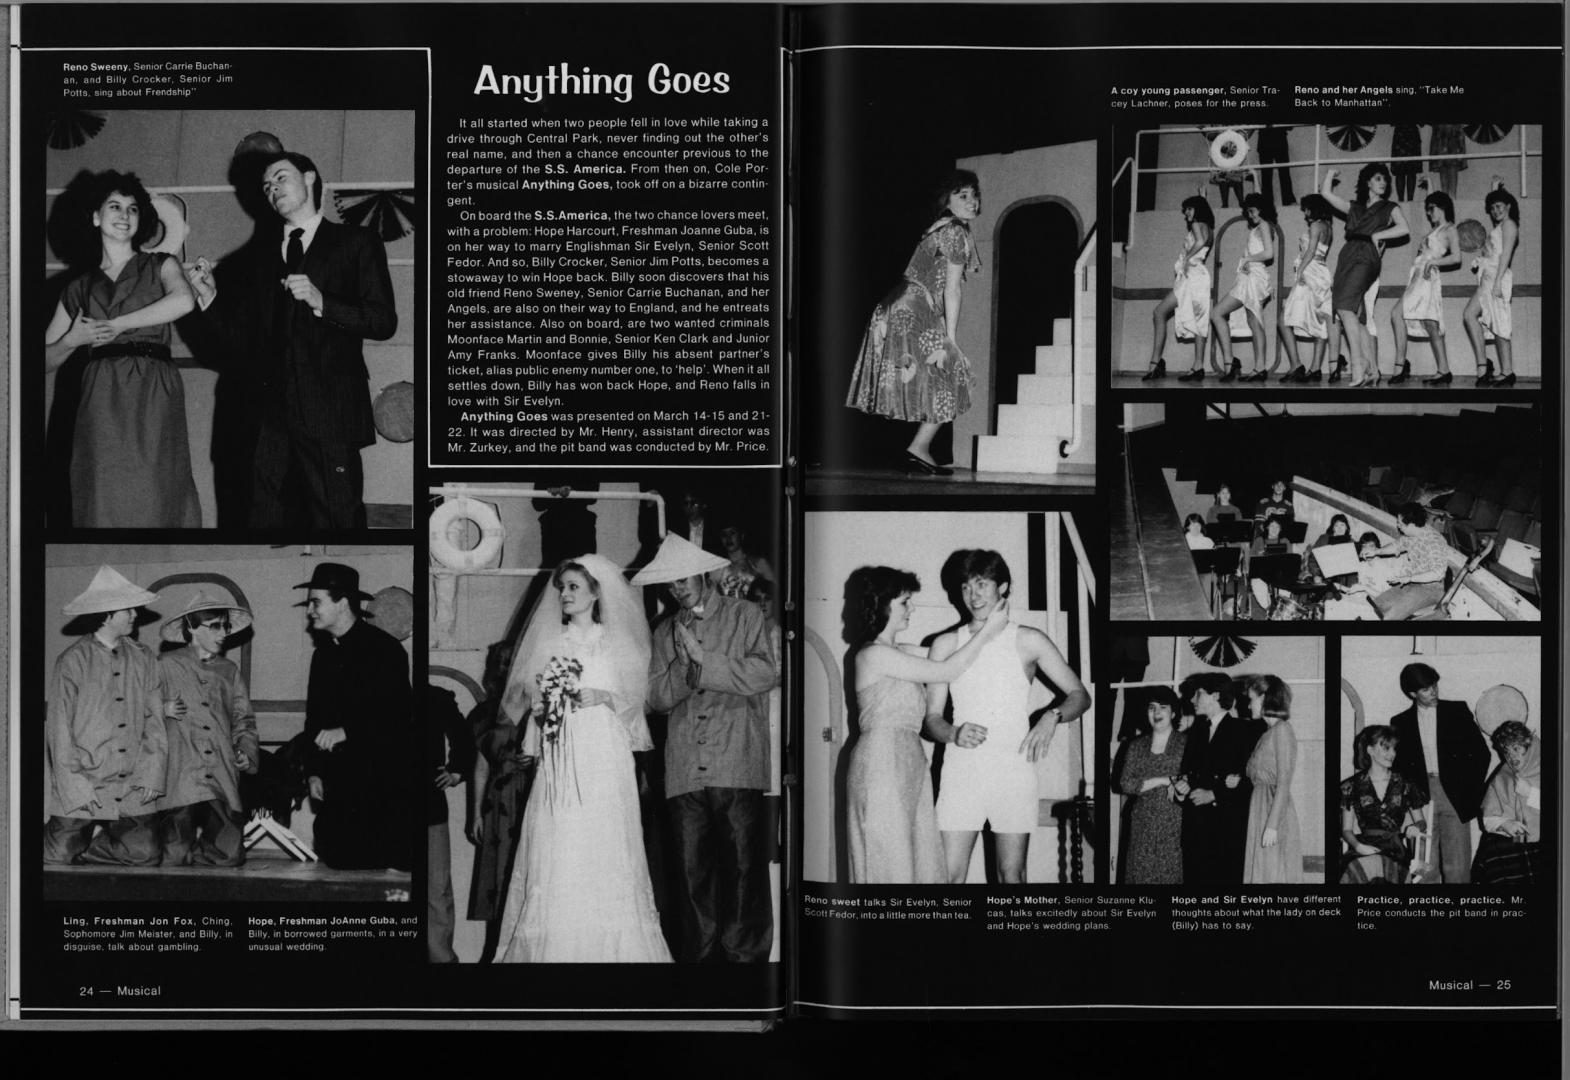 Reno Sweeny, Senior Carrie Buchan-
an, and Billy Crocker, Senior Jim
Potts, sing about Frendship"
Anything Goes
It all started when two people fell in love while taking a
drive through Central Park, never finding out the other's
real name, and then a chance encounter previous to the
departure of the S.S. America. From then on, Cole Por-
ter's musical Anything Goes, took off on a bizarre contin-
gent.
On board the S.S.America, the two chance lovers meet,
with a problem: Hope Harcourt, Freshman Joanne Guba, is
on her way to marry Englishman Sir Evelyn, Senior Scott
Fedor. And so, Billy Crocker, Senior Jim Potts, becomes a
stowaway to win Hope back. Billy soon discovers that his
old friend Reno Sweney, Senior Carrie Buchanan, and her
Angels, are also on their way to England, and he entreats
her assistance. Also on board, are two wanted criminals
Moonface Martin and Bonnie, Senior Ken Clark and Junior
Amy Franks. Moonface gives Billy his absent partner's
ticket, alias public enemy number one, to 'help'. When it all
settles down, Billy has won back Hope, and Reno falls in
love with Sir Evelyn.
Anything Goes was presented on March 14-15 and 21-
22. It was directed by Mr. Henry, assistant director was
Mr. Zurkey, and the pit band was conducted by Mr. Price.
Ling, Freshman Jon Fox, Ching,
Sophomore Jim Meister, and Billy, in
disguise, talk about gambling.
Hope, Freshman JoAnne Guba, and
Billy, in borrowed garments, in a very
unusual wedding.
24 — Musical
A coy young passenger, Senior Tra-
cey Lachner, poses for the press.
Reno and her Angels sing, "Take Me
Back to Manhattan".
Reno sweet talks Sir Evelyn, Senior
Scott Fedor, into a little more than tea.
Hope's Mother, Senior Suzanne Klu-
cas, talks excitedly about Sir Evelyn
and Hope's wedding plans.
Hope and Sir Evelyn have different
thoughts about what the lady on deck
(Billy) has to say.
Practice, practice, practice. Mr.
Price conducts the pit band in prac-
tice.
Musical — 25